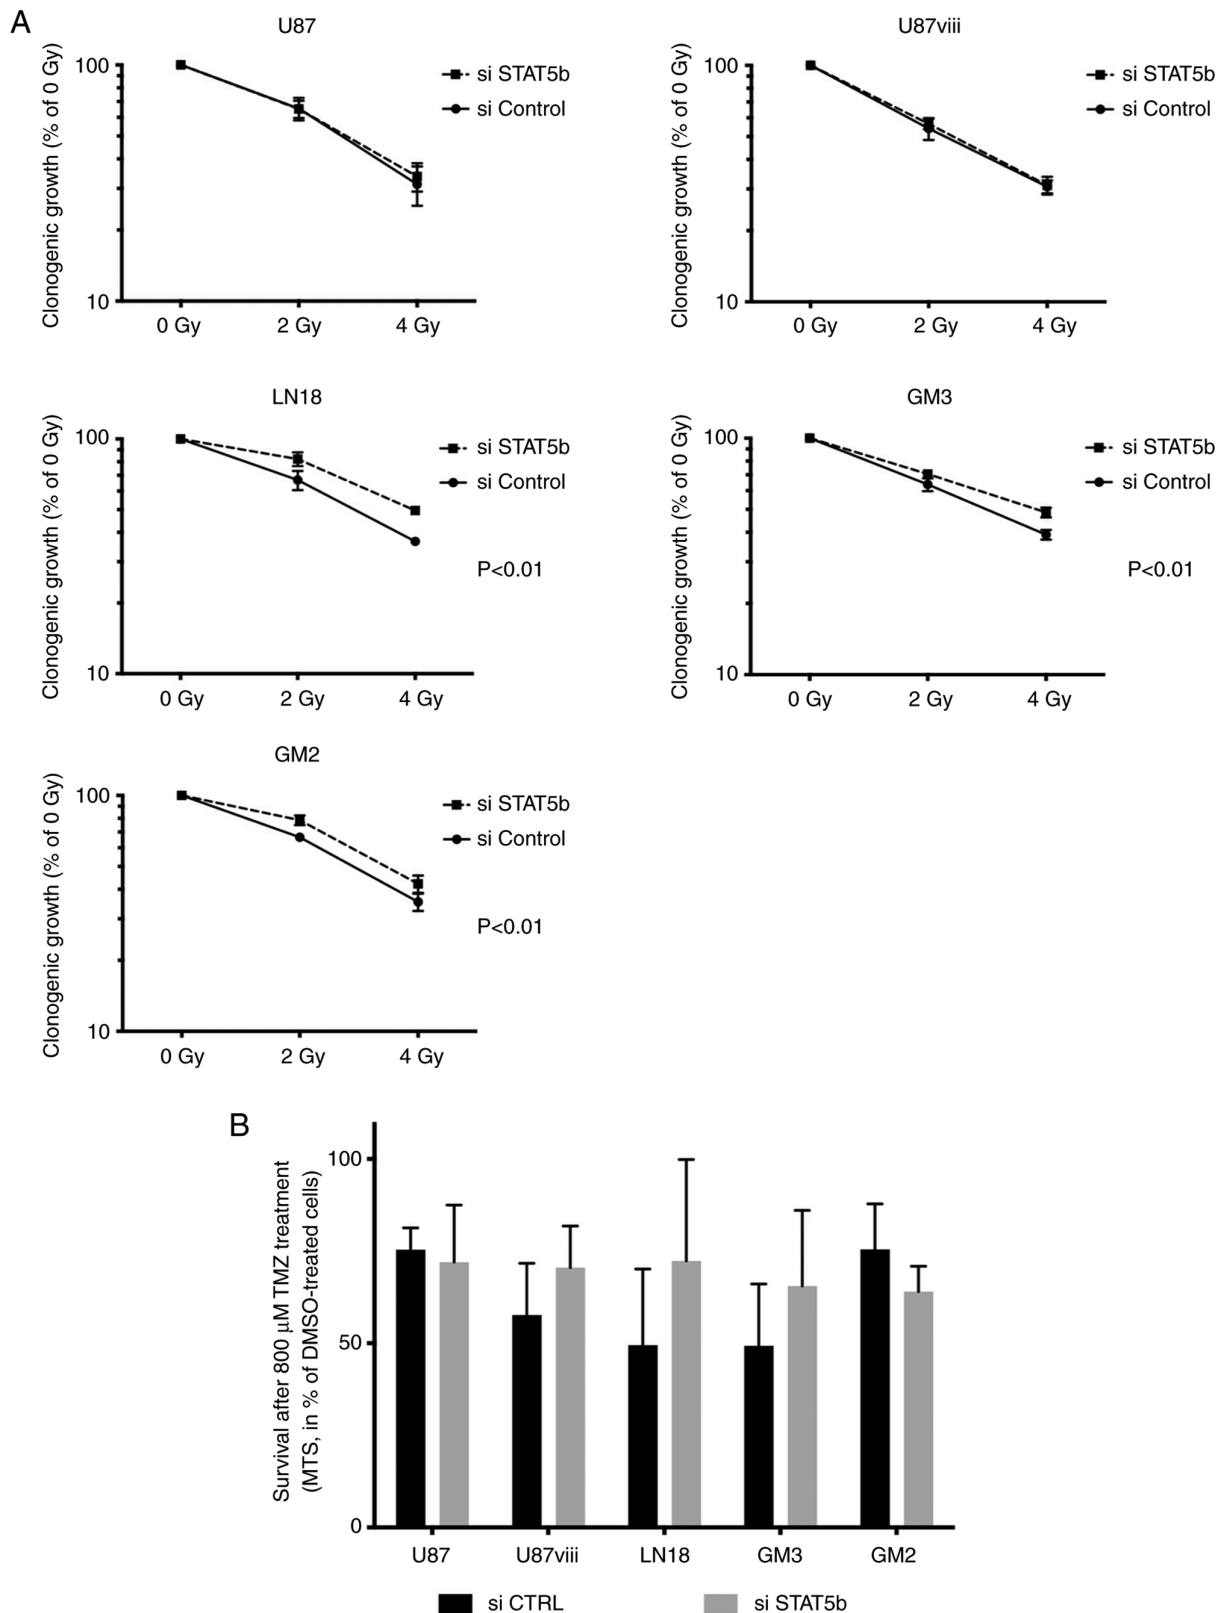 A
U87
Clonogenic growth (% of 0 Gy)
100
10
0 Gy 2 Gy 4 Gy
si STAT5b
si Control
U87viii
Clonogenic growth (% of 0 Gy)
100
10
0 Gy 2 Gy 4 Gy
si STAT5b
si Control
LN18
Clonogenic growth (% of 0 Gy)
100
10
0 Gy 2 Gy 4 Gy
si STAT5b
si Control
P<0.01
GM3
Clonogenic growth (% of 0 Gy)
100
10
0 Gy 2 Gy 4 Gy
si STAT5b
si Control
P<0.01
GM2
Clonogenic growth (% of 0 Gy)
100
10
0 Gy 2 Gy 4 Gy
si STAT5b
si Control
P<0.01
B
Survival after 800 µM TMZ treatment
(MTS, in % of DMSO-treated cells)
100
50
0
U87 U87viii LN18 GM3 GM2
si CTRL si STAT5b